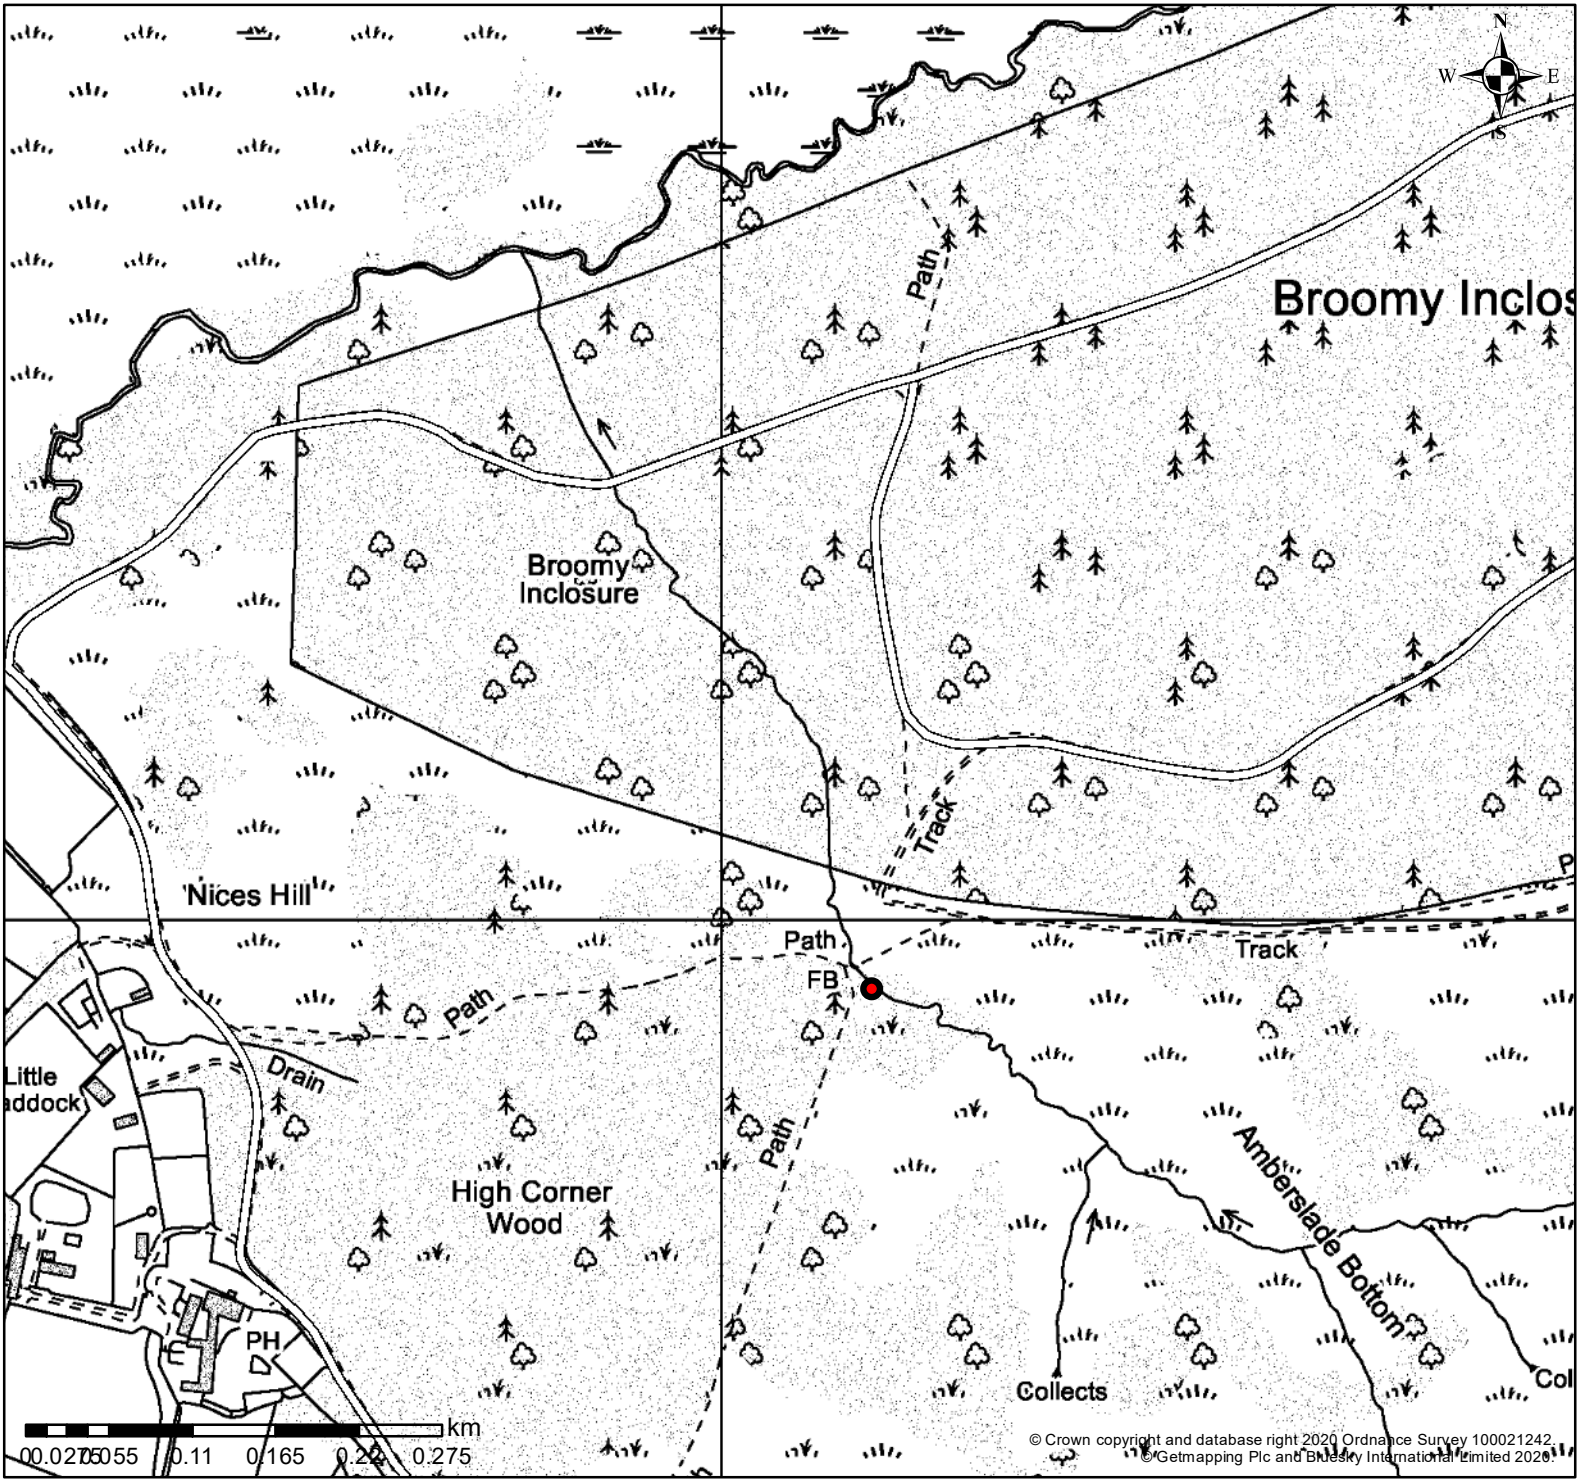 N
W E
S
Path
Broomy Inclos
Broomy
Inclosure
Track
Nices Hill
P
Path
Track
FB
Path
Drain
Little
addock
Path
Amberslade Bottom
High Corner
Wood
PH
Collects
Col
km
0.11 0.165 0.22 0.275
© Crown copyright and database right 2020 Ordnance Survey 100021242.
© Getmapping Plc and Bluesky International Limited 2020.